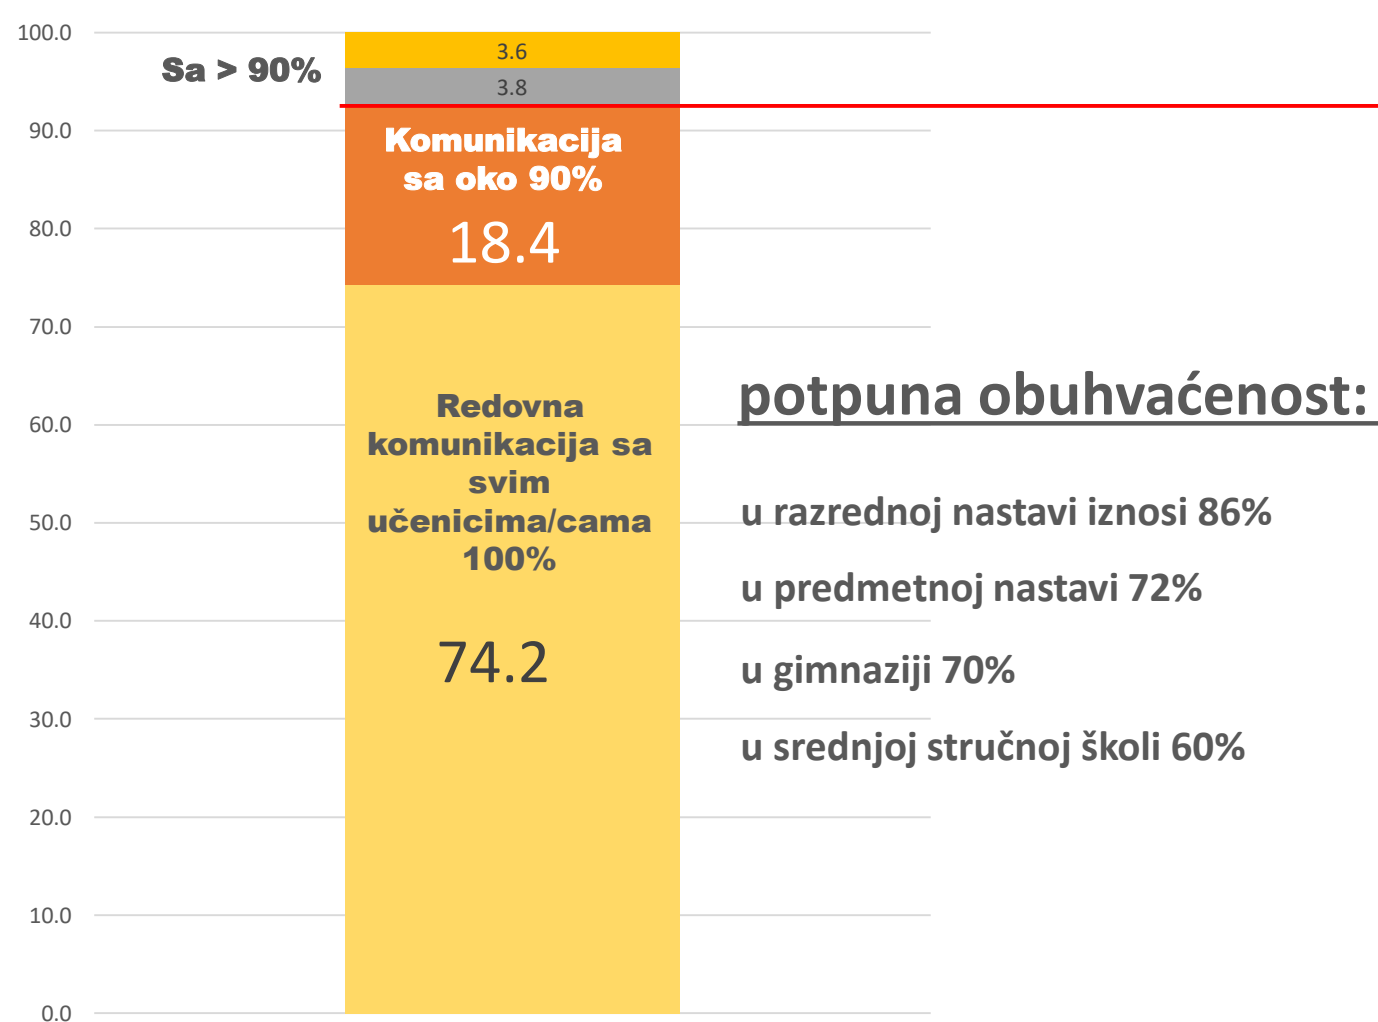 100.0
90.0
80.0
70.0
60.0
50.0
40.0
30.0
20.0
10.0
0.0
Sa > 90%
3.6
3.8
Komunikacija
sa oko 90%
18.4
Redovna
komunikacija sa
svim
učenicima/cama
100%
74.2
potpuna obuhvaćenost:
u razrednoj nastavi iznosi 86%
u predmetnoj nastavi 72%
u gimnaziji 70%
u srednjoj stručnoj školi 60%